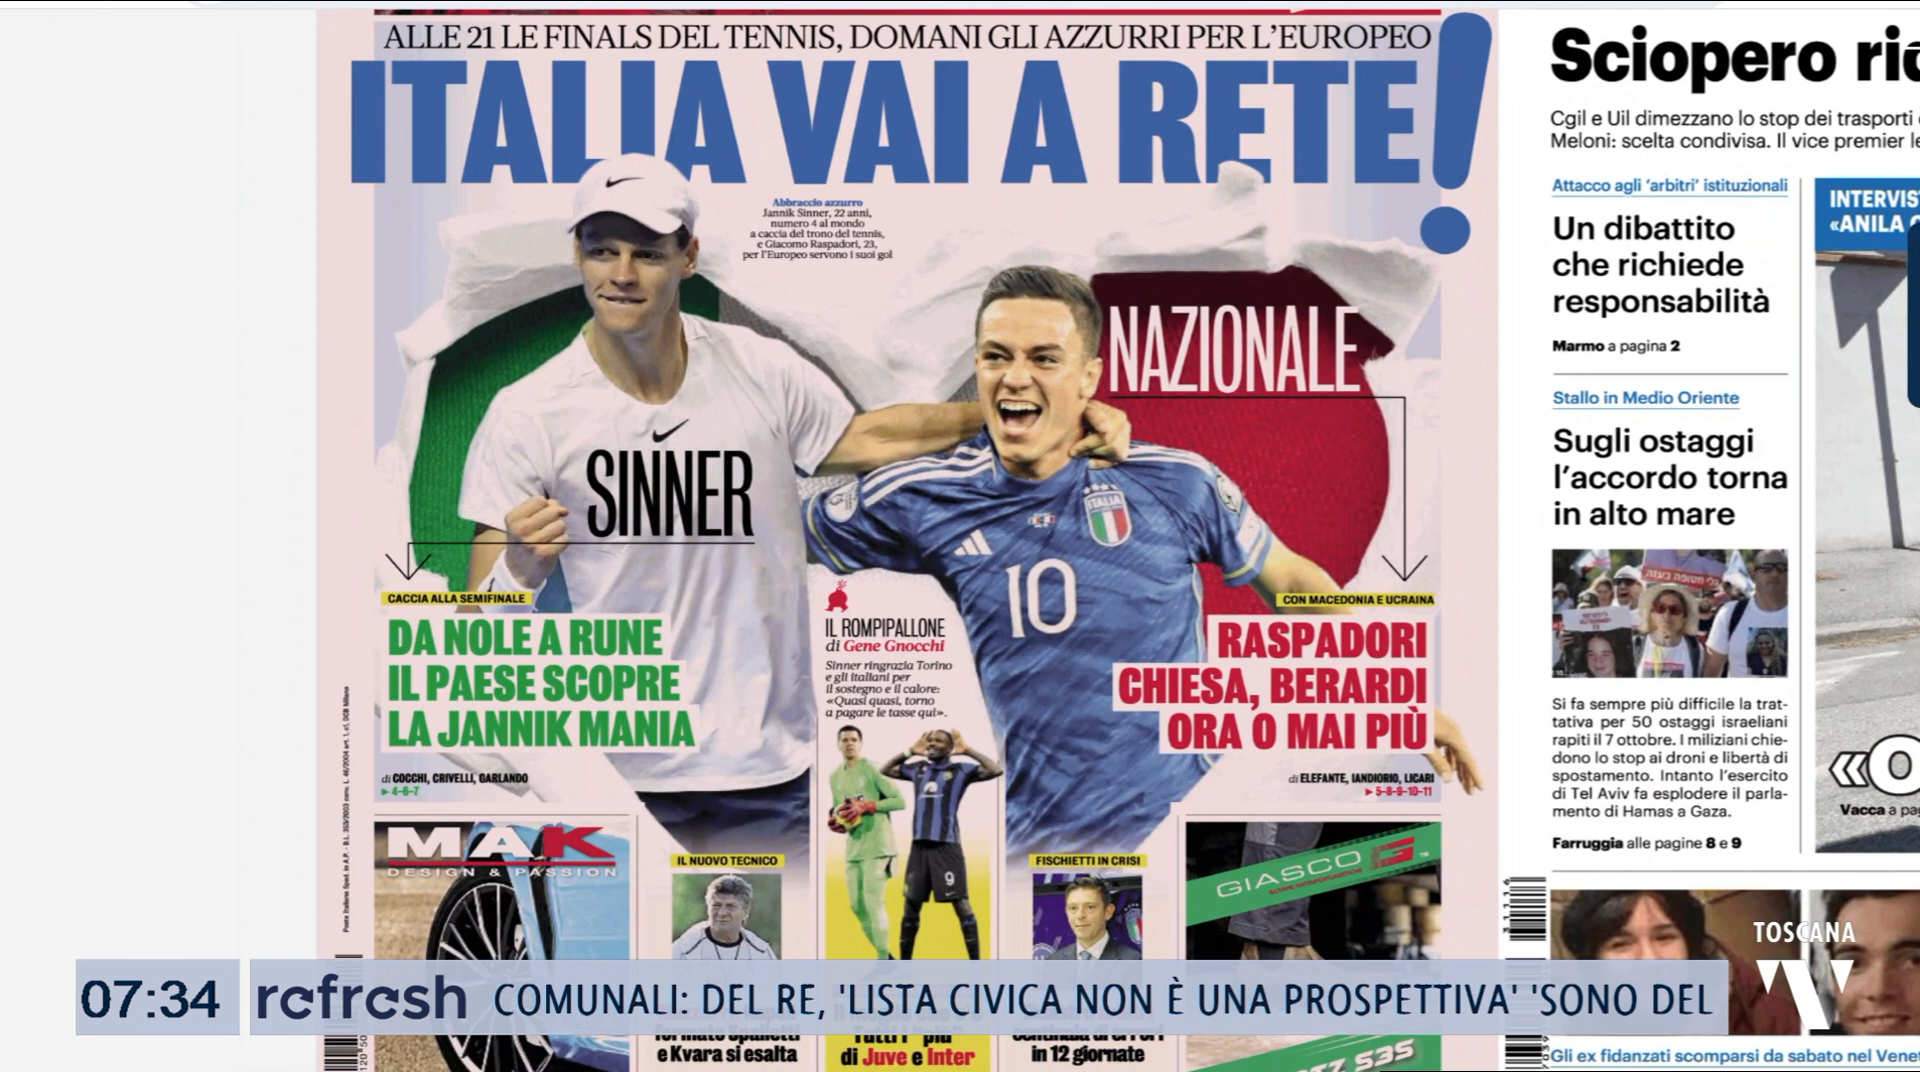 ALLE 21 LE FINALS DEL TENNIS, DOMANI GLI AZZURRI PER L'EUROPEO
ITALIA VAI A RETE!
Abbraccio azzurro
Jannik Sinner, 22 anni,
numero 4 al mondo
a caccia del trono del tennis,
e Giacomo Raspadori, 23,
per l'Europeo servono i suoi gol
SINNER
NAZIONALE
ITALIA
10
CACCIA ALLA SEMIFINALE
DA NOLE A RUNE
IL PAESE SCOPRE
LA JANNIK MANIA
di COCCHI, CRIVELLI, GARLANDO
►4-6-7
IL ROMPIPALLONE
di Gene Gnocchi
Sinner ringrazia Torino
e gli italiani per
il sostegno e il calore:
«Quasi quasi, torno
a pagare le tasse qui».
CON MACEDONIA E UCRAINA
RASPADORI
CHIESA, BERARDI
ORA O MAI PIÙ
di ELEFANTE, IANDIORIO, LICARI
►5-8-9-10-11
MAK
DESIGN & PASSION
IL NUOVO TECNICO
9
FISCHIETTI IN CRISI
GIASCO G
formato Spalletti
e Kvara si esalta
Tutti i "più"
di Juve e Inter
in 12 giornate
S3S
Sciopero
Cgil e Uil dimezzano lo stop dei trasporti
Meloni: scelta condivisa. Il vice premier
Attacco agli 'arbitri' istituzionali
Un dibattito
che richiede
responsabilità
Marmo a pagina 2
Stallo in Medio Oriente
Sugli ostaggi
l'accordo torna
in alto mare
Si fa sempre più difficile la trat-
tativa per 50 ostaggi israeliani
rapiti il 7 ottobre. I miliziani chie-
dono lo stop ai droni e libertà di
spostamento. Intanto l'esercito
di Tel Aviv fa esplodere il parla-
mento di Hamas a Gaza.
Farruggia alle pagine 8 e 9
«ANILA
«O
Vacca a
Gli ex fidanzati scomparsi da sabato nel
TOSCANA
TV
07:34
refresh
COMUNALI: DEL RE, 'LISTA CIVICA NON È UNA PROSPETTIVA' 'SONO DEL